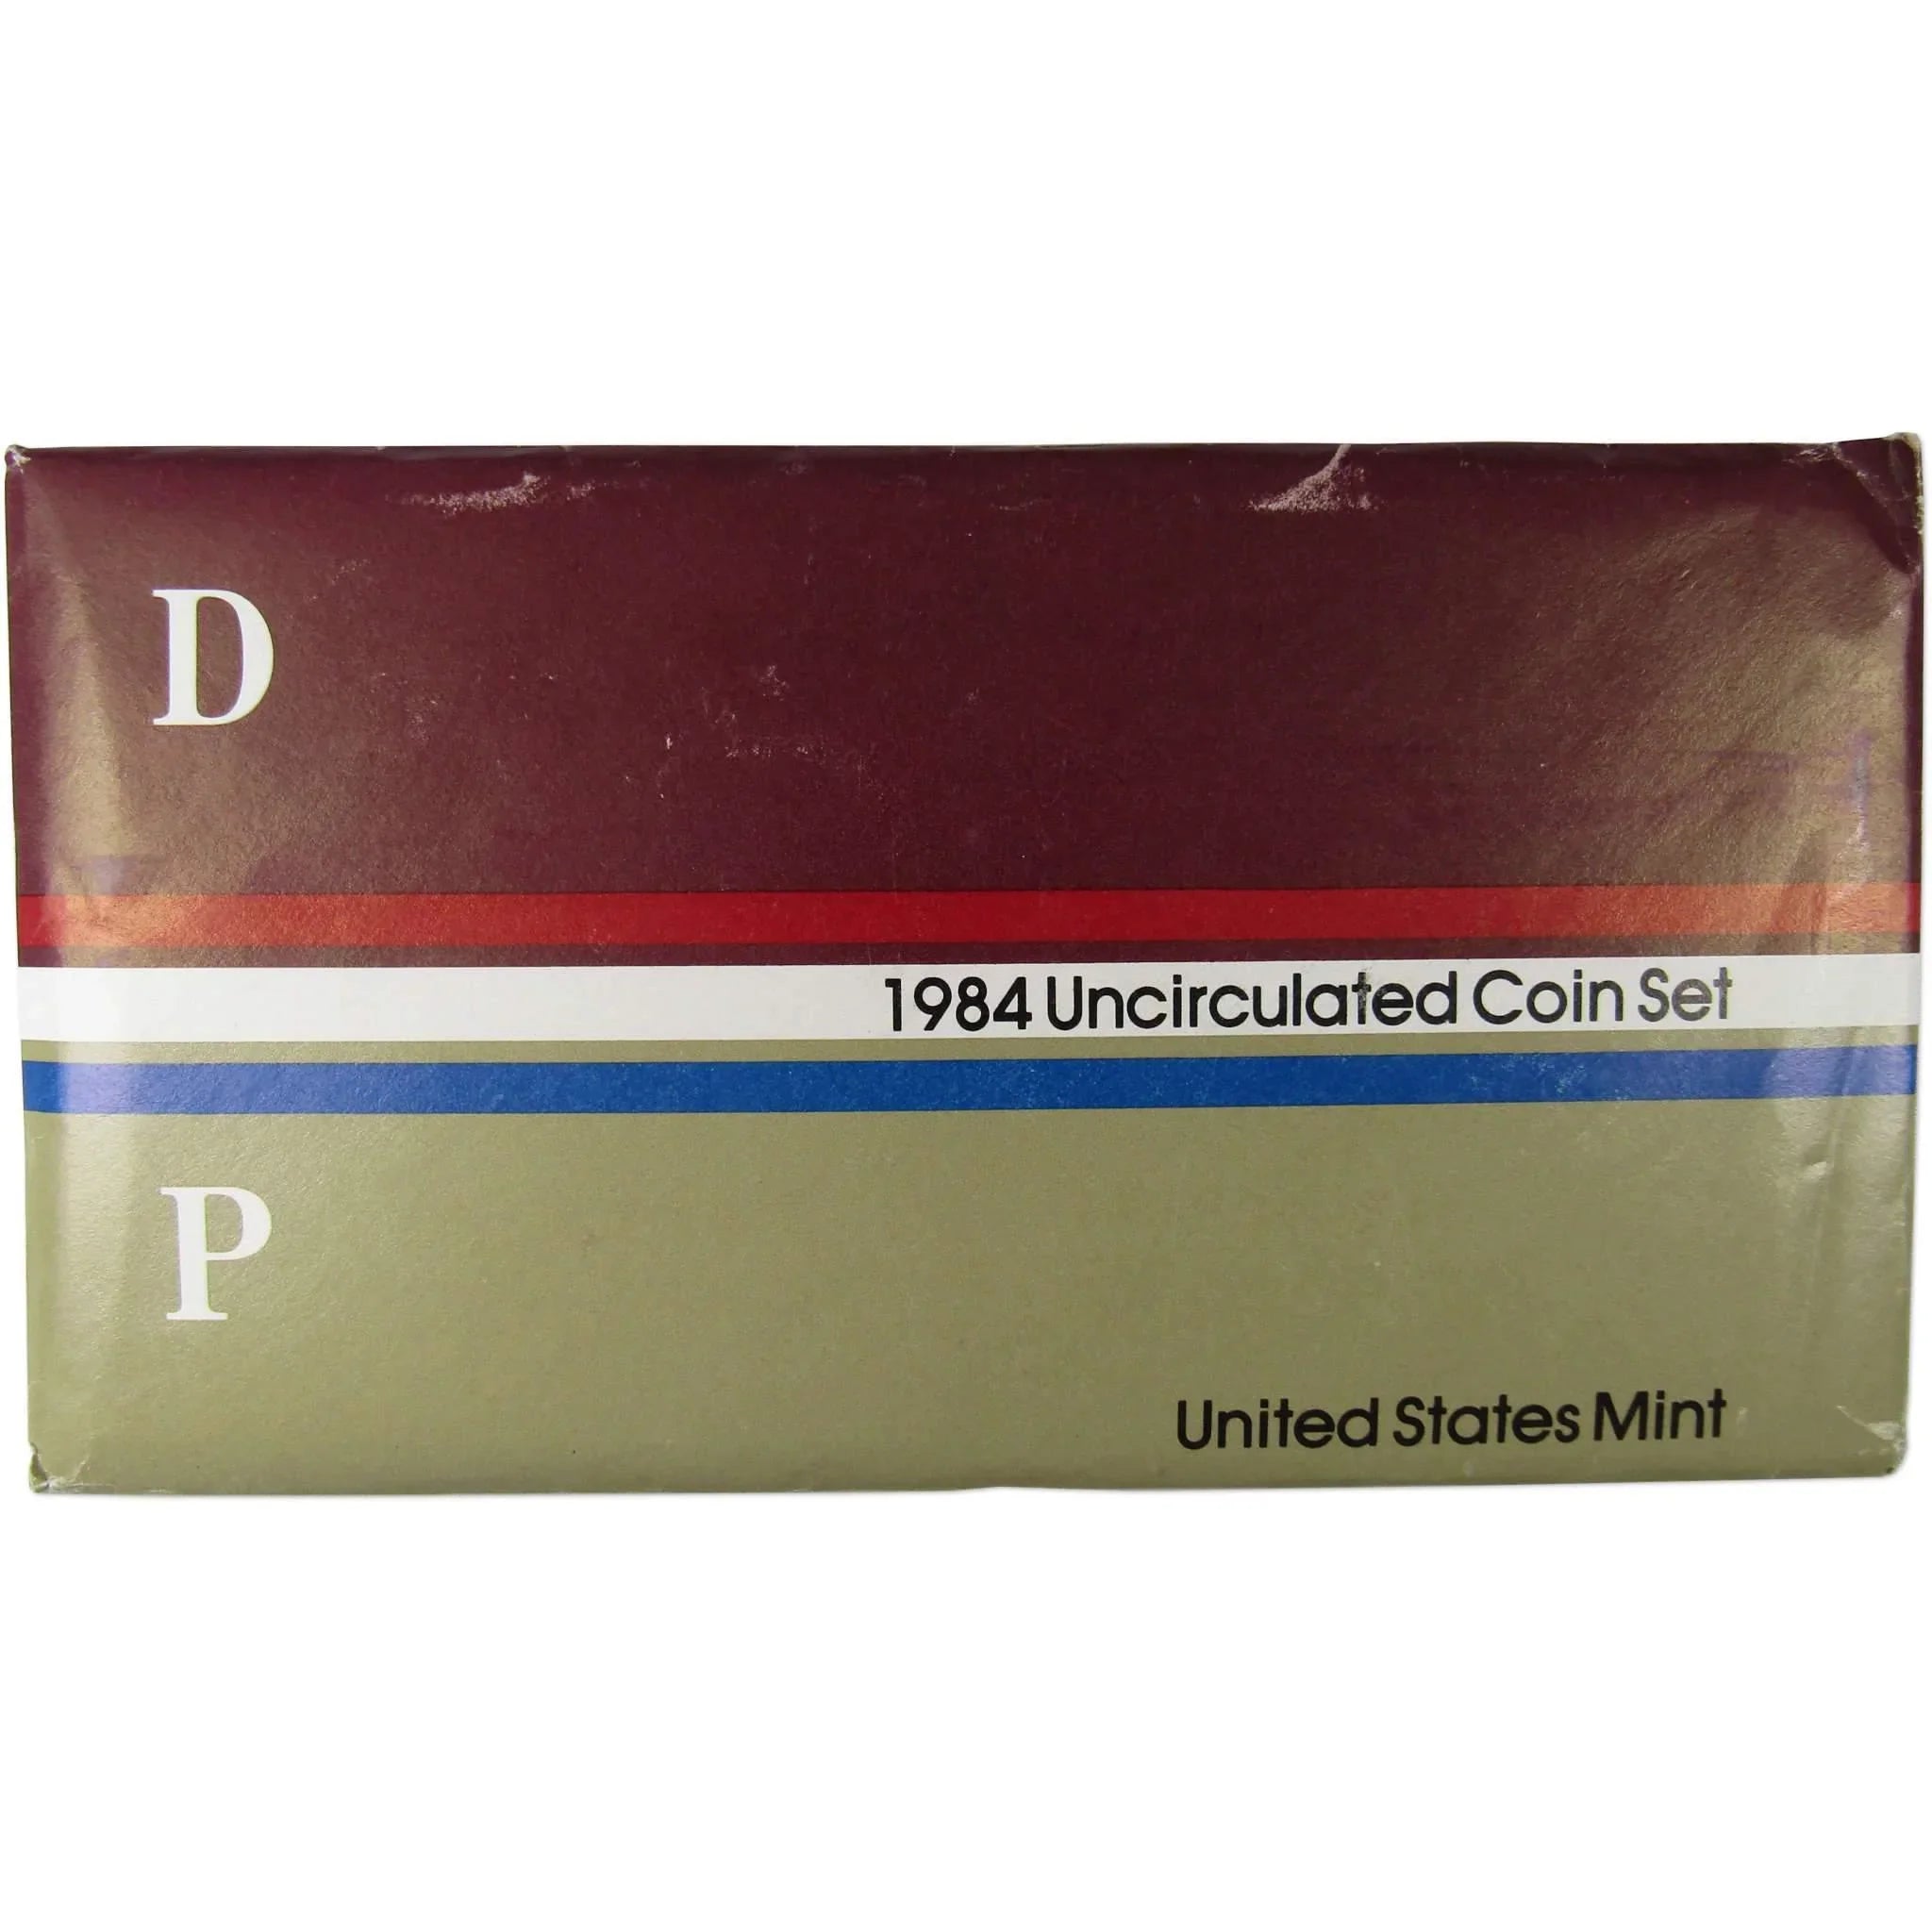 D
1984 Uncirculated Coin Set
P
United States Mint